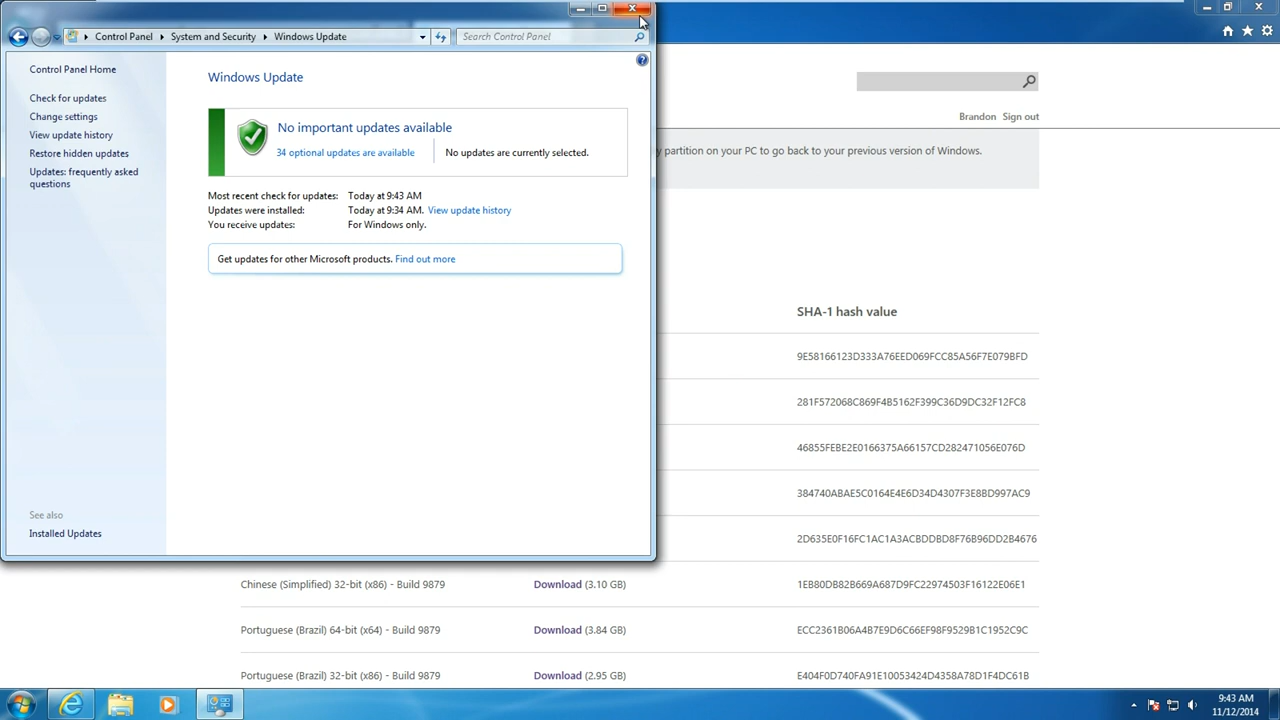 Control Panel
System and Security
Windows Update
Search Control Panel
Control Panel Home
Check for updates
Change settings
View update history
Restore hidden updates
Updates: frequently asked
questions
See also
Installed Updates
Windows Update
No important updates available
34 optional updates are available
No updates are currently selected.
Most recent check for updates: Today at 9:43 AM
Updates were installed: Today at 9:34 AM. View update history
You receive updates: For Windows only.
Get updates for other Microsoft products. Find out more
Brandon Sign out
y partition on your PC to go back to your previous version of Windows.
SHA-1 hash value
9E58166123D333A76EED069FCC85A56F7E079BFD
281F572068C869F4B5162F399C36D9DC32F12FC8
46855FEBE2E0166375A66157CD282471056E076D
384740ABAE5C0164E4E6D34D4307F3E8BD997AC9
2D635E0F16FC1AC1A3ACBDDBD8F76B96DD2B4676
Chinese (Simplified) 32-bit (x86) - Build 9879 Download (3.10 GB) 1EB80DB82B669A687D9FC22974503F16122E06E1
Portuguese (Brazil) 64-bit (x64) - Build 9879 Download (3.84 GB) ECC2361B06A4B7E9D6C66EF98F9529B1C1952C9C
Portuguese (Brazil) 32-bit (x86) - Build 9879 Download (2.95 GB) E404F0D740FA91E10053424D4358A78D1F4DC61B
9:43 AM
11/12/2014